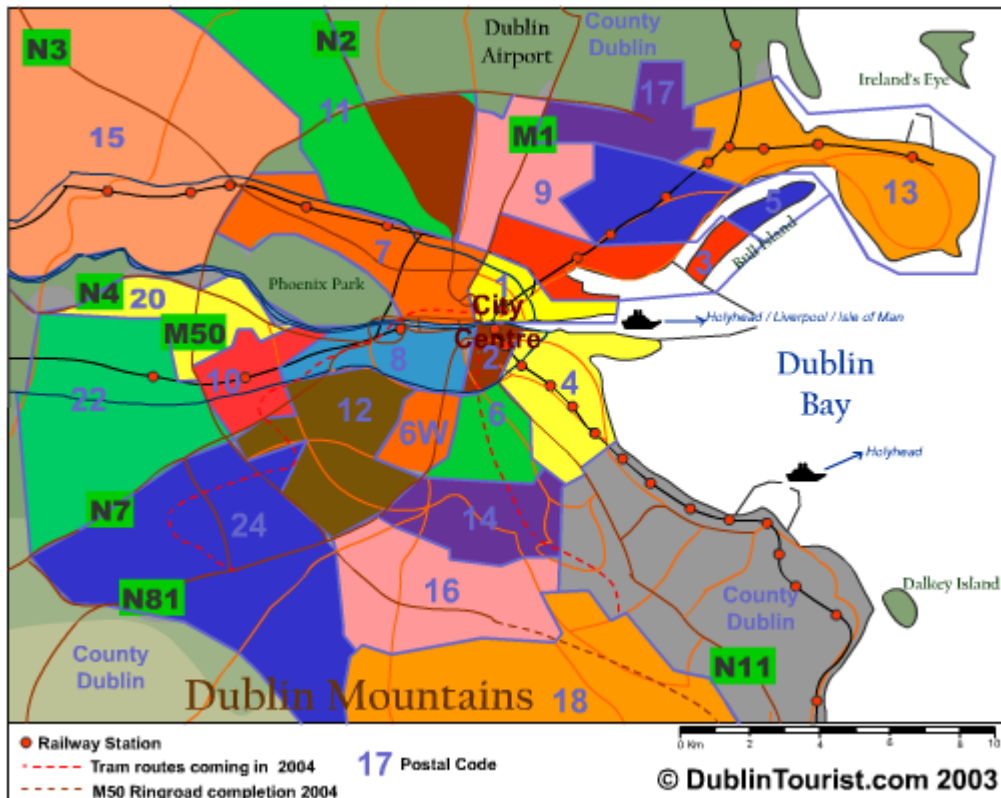 N3
N2
Dublin
Airport
County
Dublin
17
Ireland's Eye
15
11
M1
9
5
13
7
3
Bull Island
Phoenix Park
1
N4
20
City
Centre
Holyhead / Liverpool / Isle of Man
M50
10
8
2
4
Dublin
Bay
22
12
6W
6
Holyhead
N7
24
14
16
N81
County
Dublin
Dalkey Island
County
Dublin
N11
Dublin Mountains
18
Railway Station
Tram routes coming in 2004
M50 Ringroad completion 2004
17 Postal Code
0 Km 2 4 6 8 10
© DublinTourist.com 2003